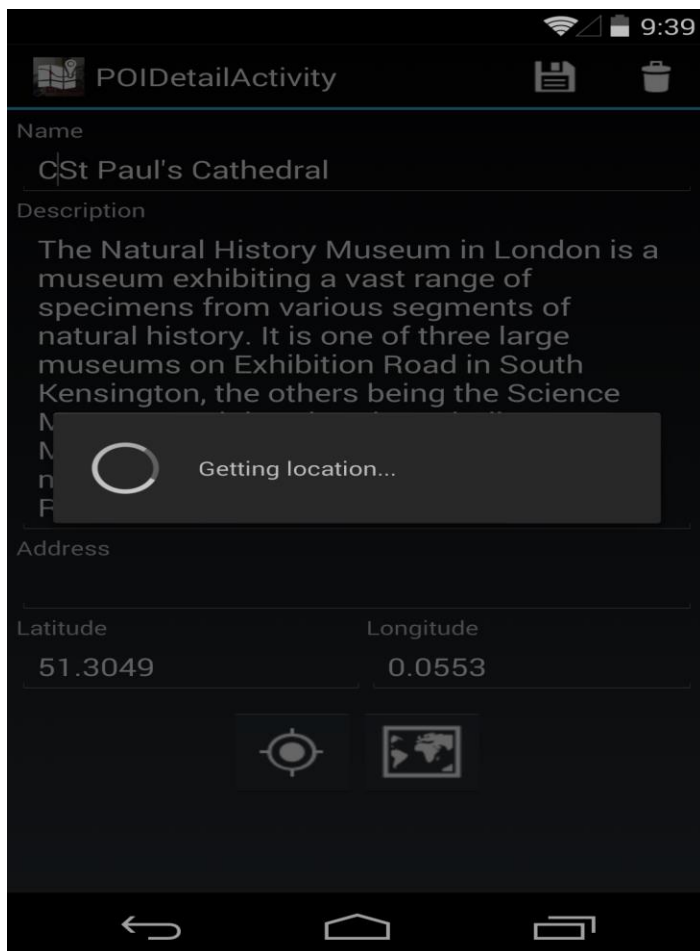 9:39
POIDetailActivity
Name
CSt Paul's Cathedral
Description
The Natural History Museum in London is a
museum exhibiting a vast range of
specimens from various segments of
natural history. It is one of three large
museums on Exhibition Road in South
Kensington, the others being the Science
Getting location...
Address
Latitude Longitude
51.3049 0.0553